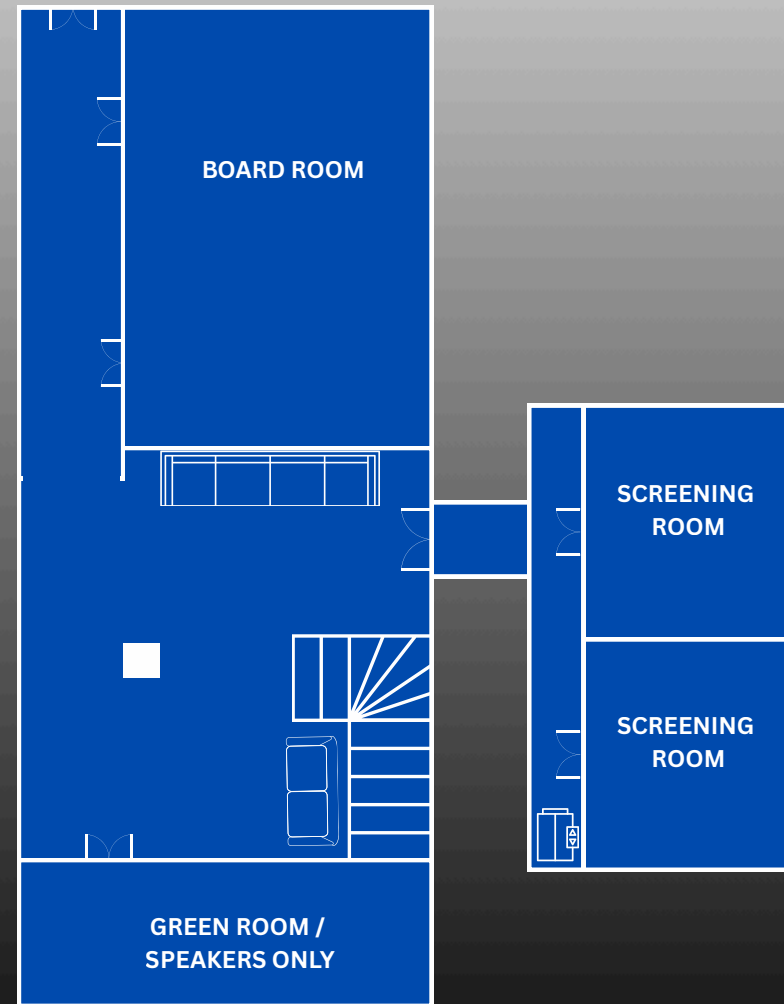 BOARD ROOM
SCREENING
ROOM
SCREENING
ROOM
GREEN ROOM /
SPEAKERS ONLY